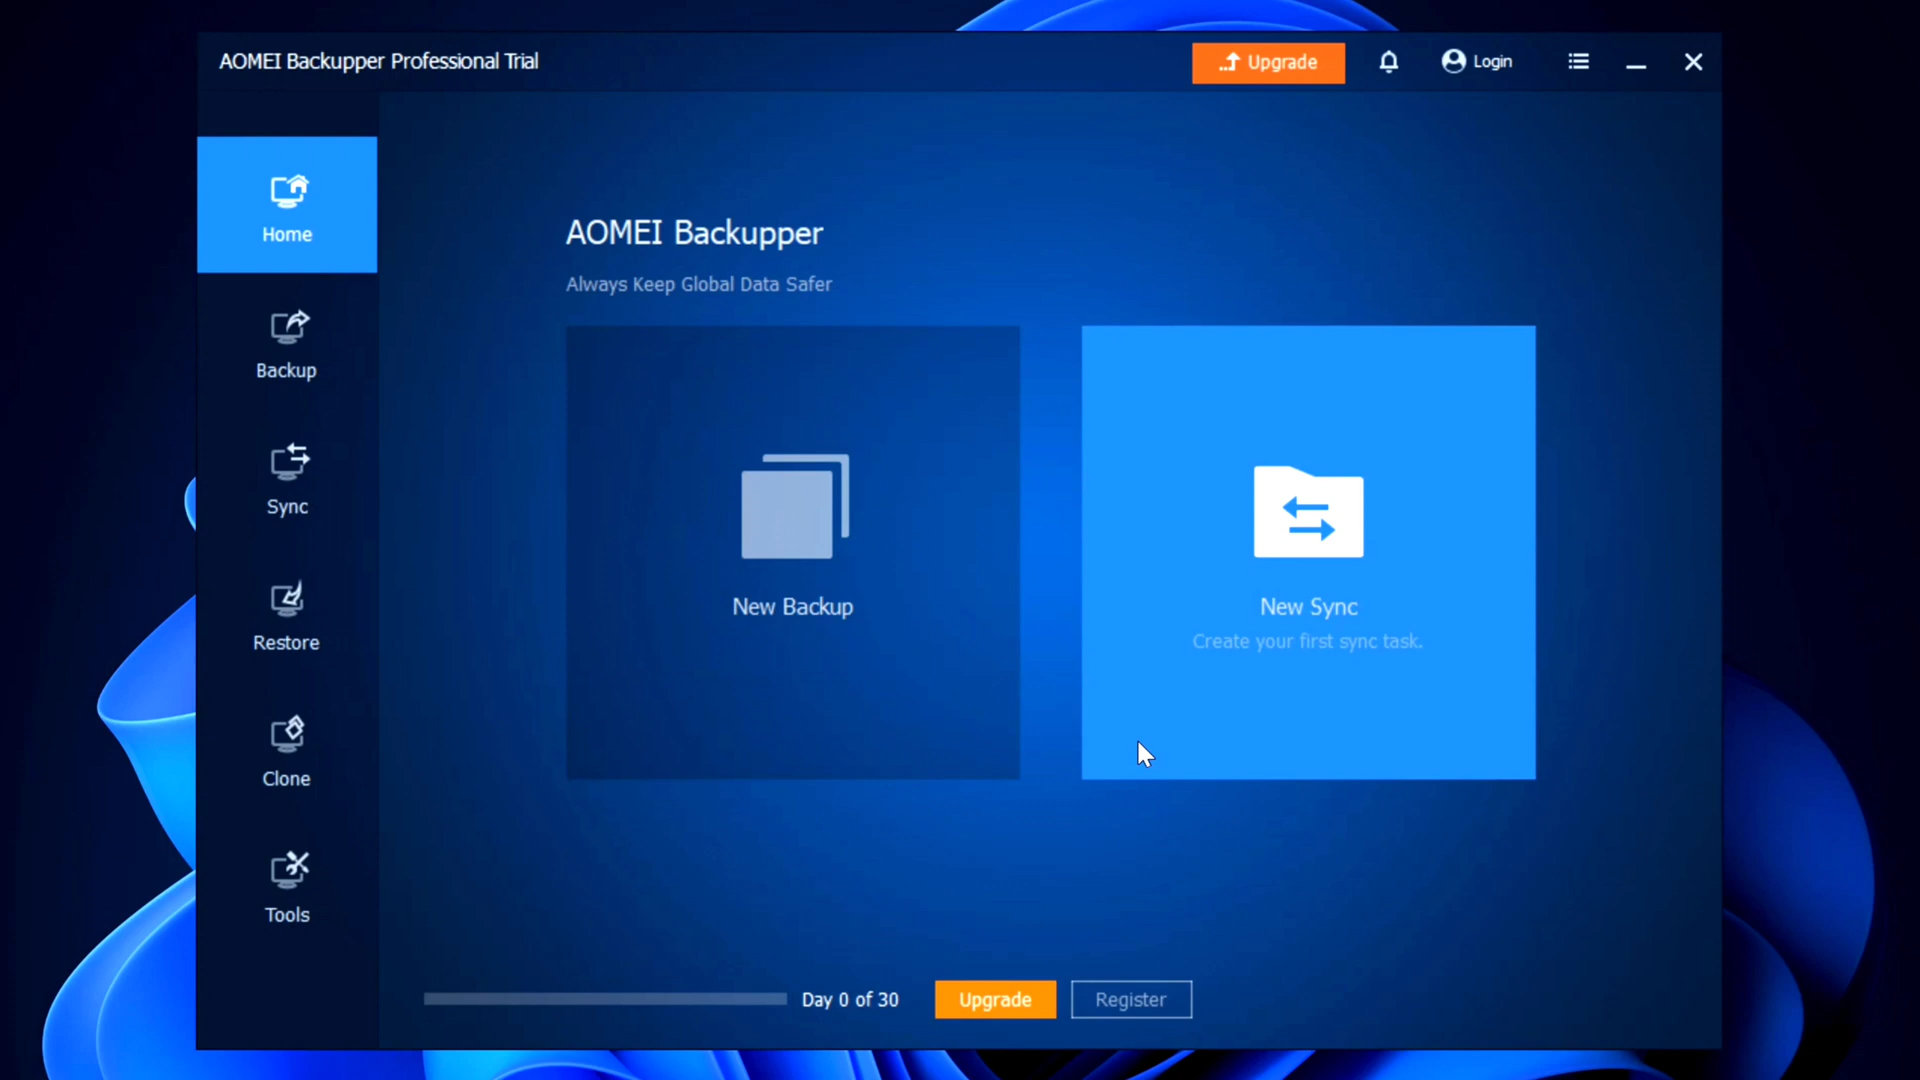 AOMEI Backupper Professional Trial
Upgrade
Login
Home
Backup
Sync
Restore
Clone
Tools
AOMEI Backupper
Always Keep Global Data Safer
New Backup
New Sync
Create your first sync task.
Day 0 of 30
Upgrade
Register